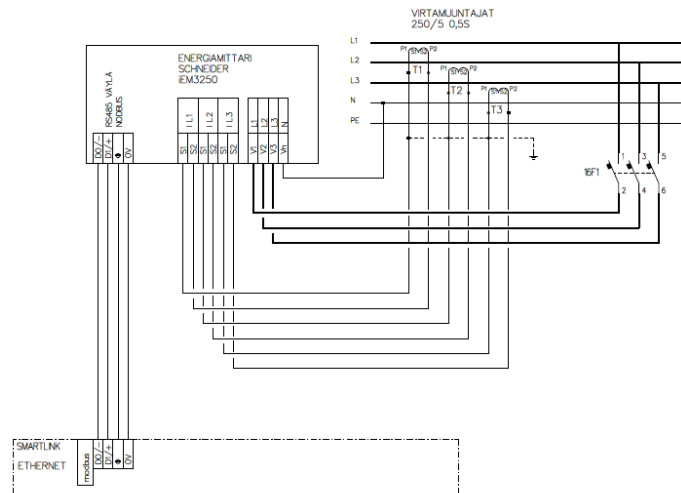 VIRTAMUUNTAJAT
250/5 0,5S
L1
L2
L3
N
PE
P1 S1 S2 P2
T1
P1 S1 S2 P2
T2
P1 S1 S2 P2
T3
ENERGIAMITTARI
SCHNEIDER
iEM3250
RS485 VÄYLÄ
MODBUS
D0/-
D1/+
0V
I L1
I L2
I L3
S1 S2 S1 S2 S1 S2
L1 L2 L3 N
V1 V2 V3 Vn
16F1
1 3 5
2 4 6
SMARTLINK
ETHERNET
modbus
D0/-
D1/+
0V